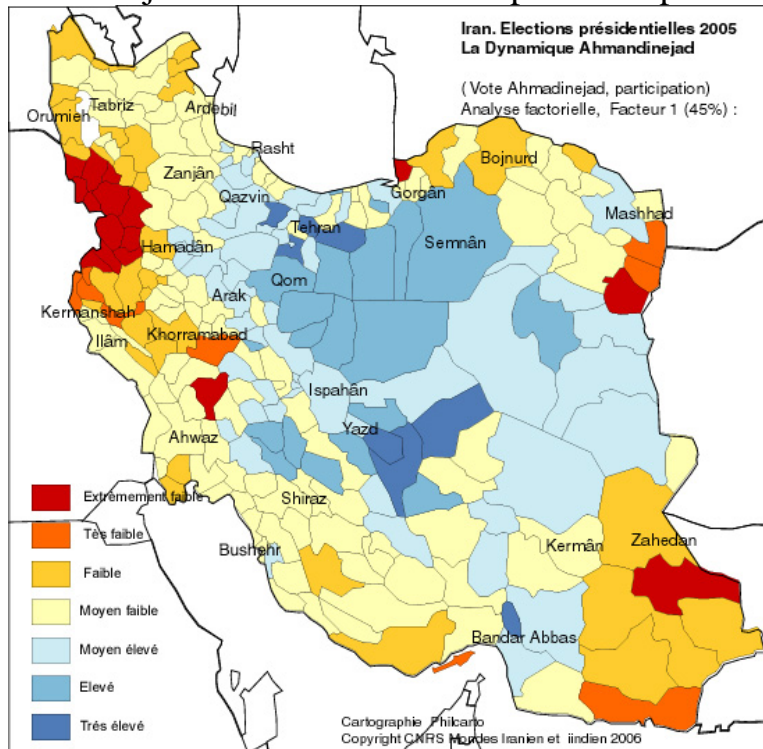 Iran. Elections présidentielles 2005
La Dynamique Ahmandinejad
(Vote Ahmadinejad, participation)
Analyse factorielle, Facteur 1 (45%) :
Tabriz
Ardebil
Orumieh
Rasht
Bojnurd
Zanjân
Gorgân
Qazvin
Mashhad
Tehran
Semnân
Hamadân
Qom
Arak
Kermanshah
Khorramabad
Ilâm
Ispahân
Yazd
Ahwaz
Shiraz
Bushehr
Kermân
Zahedan
Bandar Abbas
Extrêmement faible
Tès faible
Faible
Moyen faible
Moyen élevé
Elevé
Trés élevé
Cartographie Philcarto
Copyright CNRS Mondes Iranien et iindien 2006